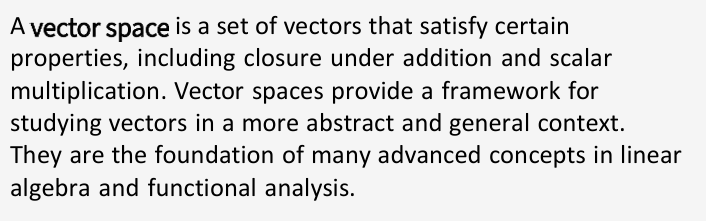 A vector space is a set of vectors that satisfy certain
properties, including closure under addition and scalar
multiplication. Vector spaces provide a framework for
studying vectors in a more abstract and general context.
They are the foundation of many advanced concepts in linear
algebra and functional analysis.